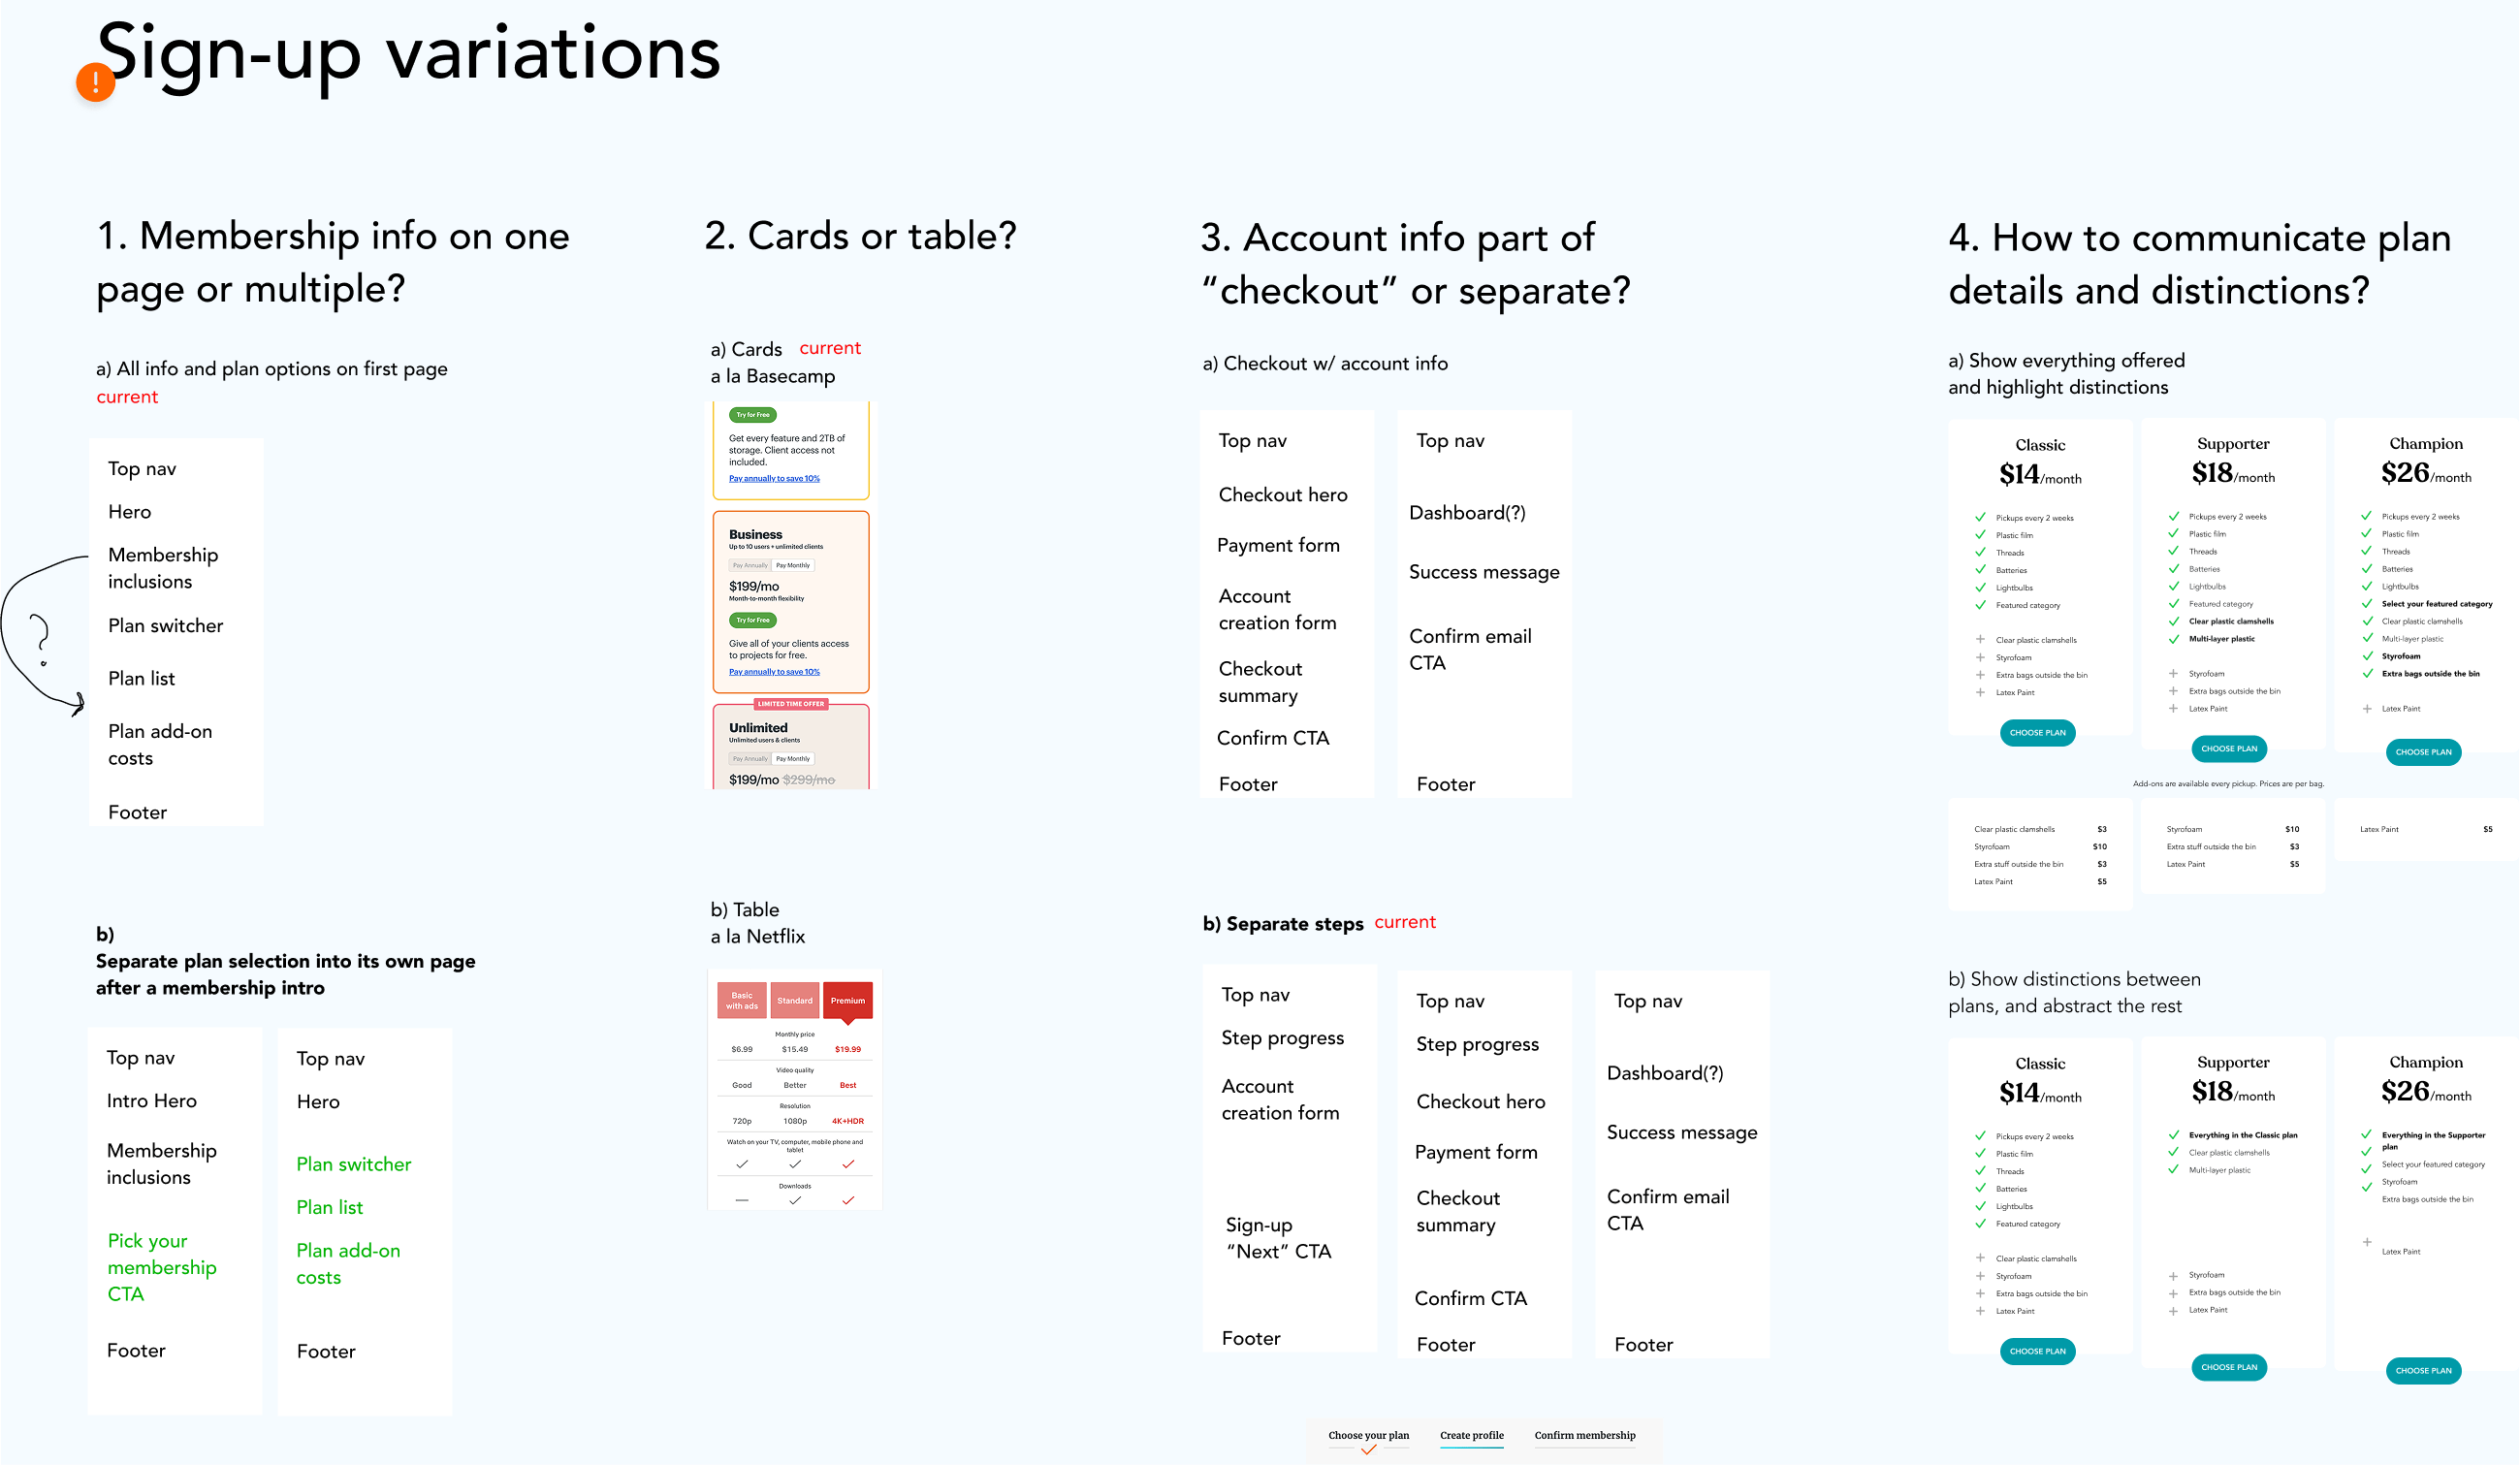 Sign-up variations
!
1. Membership info on one
page or multiple?
a) All info and plan options on first page
current
Top nav
Hero
Membership
inclusions
Plan switcher
Plan list
Plan add-on
costs
Footer
?
b)
Separate plan selection into its own page
after a membership intro
Top nav
Intro Hero
Membership
inclusions
Pick your
membership
CTA
Footer
Top nav
Hero
Plan switcher
Plan list
Plan add-on
costs
Footer
2. Cards or table?
a) Cards current
a la Basecamp
Try for Free
Get every feature and 2TB of
storage. Client access not
included.
Pay annually to save 10%
Business
Up to 10 users + unlimited clients
Pay Annually Pay Monthly
$199/mo
Month-to-month flexibility
Try for Free
Give all of your clients access
to projects for free.
Pay annually to save 10%
LIMITED TIME OFFER
Unlimited
Unlimited users & clients
Pay Annually Pay Monthly
$199/mo $299/mo
b) Table
a la Netflix
Basic
with ads
Standard
Premium
Monthly price
$6.99 $15.49 $19.99
Video quality
Good Better Best
Resolution
720p 1080p 4K+HDR
Watch on your TV, computer, mobile phone and
tablet
Downloads
3. Account info part of
“checkout” or separate?
a) Checkout w/ account info
Top nav
Checkout hero
Payment form
Account
creation form
Checkout
summary
Confirm CTA
Footer
Top nav
Dashboard(?)
Success message
Confirm email
CTA
Footer
b) Separate steps current
Top nav
Step progress
Account
creation form
Sign-up
“Next” CTA
Footer
Top nav
Step progress
Checkout hero
Payment form
Checkout
summary
Confirm CTA
Footer
Top nav
Dashboard(?)
Success message
Confirm email
CTA
Footer
Choose your plan Create profile Confirm membership
4. How to communicate plan
details and distinctions?
a) Show everything offered
and highlight distinctions
Classic
$14/month
Pickups every 2 weeks
Plastic film
Threads
Batteries
Lightbulbs
Featured category
Clear plastic clamshells
Styrofoam
Extra bags outside the bin
Latex Paint
CHOOSE PLAN
Supporter
$18/month
Pickups every 2 weeks
Plastic film
Threads
Batteries
Lightbulbs
Featured category
Clear plastic clamshells
Multi-layer plastic
Styrofoam
Extra bags outside the bin
Latex Paint
CHOOSE PLAN
Champion
$26/month
Pickups every 2 weeks
Plastic film
Threads
Batteries
Lightbulbs
Select your featured category
Clear plastic clamshells
Multi-layer plastic
Styrofoam
Extra bags outside the bin
Latex Paint
CHOOSE PLAN
Add-ons are available every pickup. Prices are per bag.
Clear plastic clamshells $3
Styrofoam $10
Extra stuff outside the bin $3
Latex Paint $5
Styrofoam $10
Extra stuff outside the bin $3
Latex Paint $5
Latex Paint $5
b) Show distinctions between
plans, and abstract the rest
Classic
$14/month
Pickups every 2 weeks
Plastic film
Threads
Batteries
Lightbulbs
Featured category
Clear plastic clamshells
Styrofoam
Extra bags outside the bin
Latex Paint
CHOOSE PLAN
Supporter
$18/month
Everything in the Classic plan
Clear plastic clamshells
Multi-layer plastic
Styrofoam
Extra bags outside the bin
Latex Paint
CHOOSE PLAN
Champion
$26/month
Everything in the Supporter
plan
Select your featured category
Styrofoam
Extra bags outside the bin
Latex Paint
CHOOSE PLAN